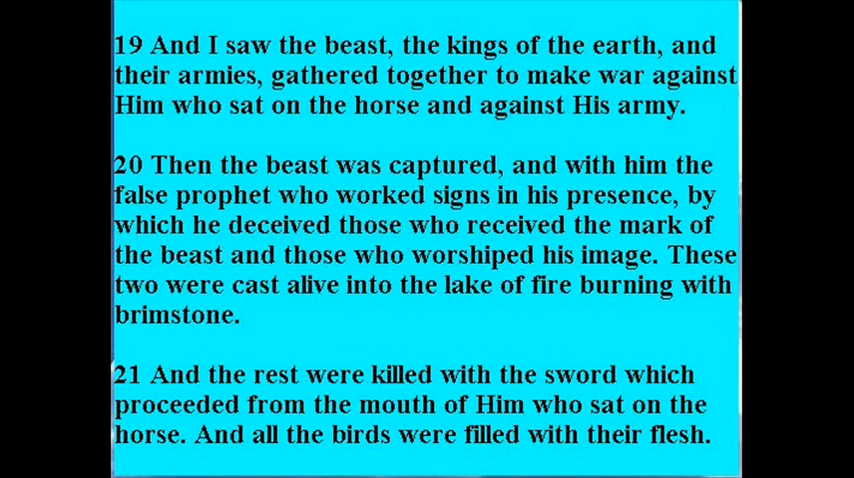 19 And I saw the beast, the kings of the earth, and
their armies, gathered together to make war against
Him who sat on the horse and against His army.
20 Then the beast was captured, and with him the
false prophet who worked signs in his presence, by
which he deceived those who received the mark of
the beast and those who worshiped his image. These
two were cast alive into the lake of fire burning with
brimstone.
21 And the rest were killed with the sword which
proceeded from the mouth of Him who sat on the
horse. And all the birds were filled with their flesh.